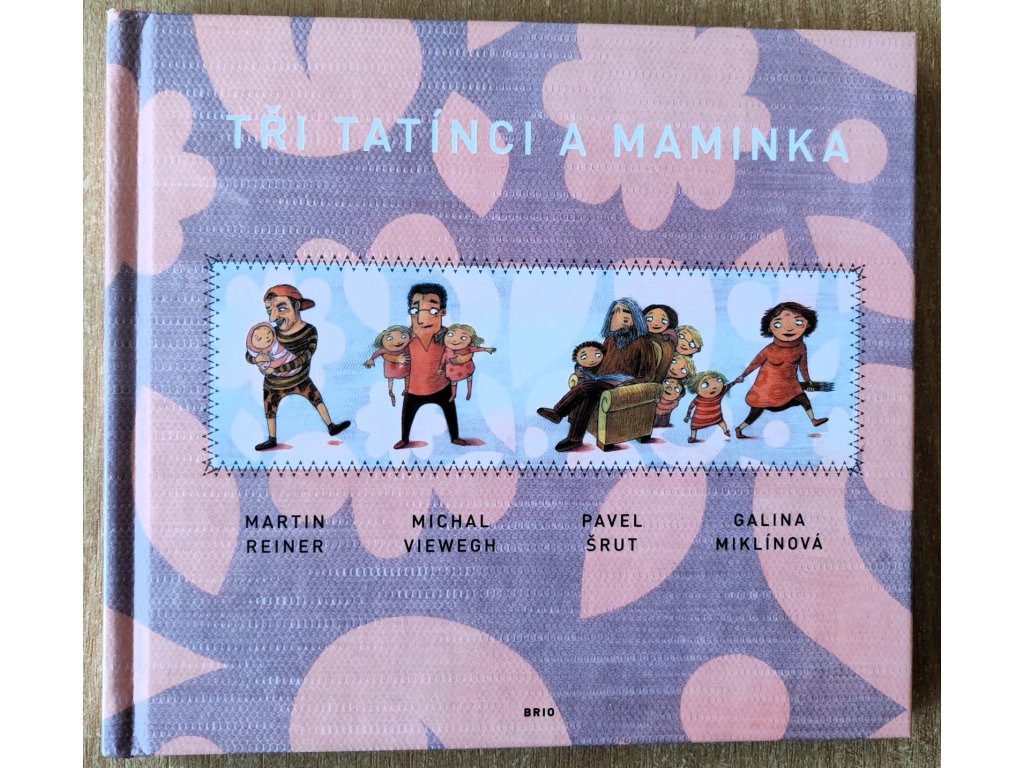 TŘI TATÍNCI A MAMINKA
MARTIN
REINER
MICHAL
VIEWEGH
PAVEL
ŠRUT
GALINA
MIKLÍNOVÁ
BRIO